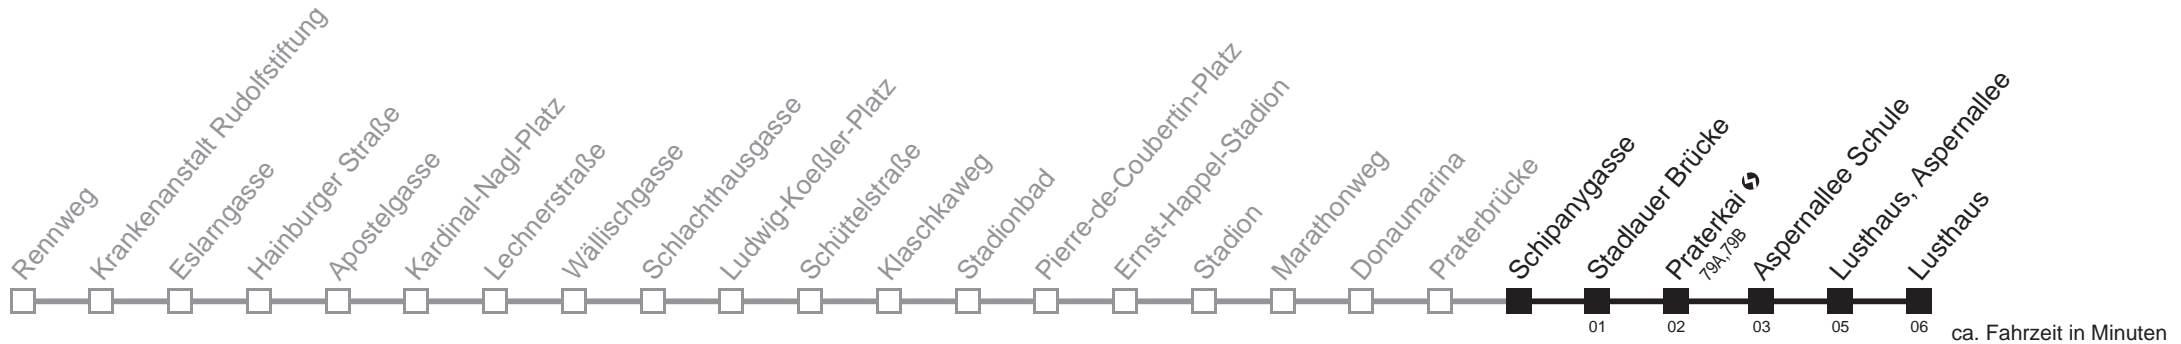 Rennweg
Krankenanstalt Rudolfstiftung
Eslarngasse
Hainburger Straße
Apostelgasse
Kardinal-Nagl-Platz
Lechnerstraße
Wällischgasse
Schlachthausgasse
Ludwig-Koeßler-Platz
Schüttelstraße
Klaschkaweg
Stadionbad
Pierre-de-Coubertin-Platz
Ernst-Happel-Stadion
Stadion
Marathonweg
Donaumarina
Praterbrücke
Schipanygasse
Stadlauer Brücke
Praterkai
79A,79B
Aspernallee Schule
Lusthaus, Aspernallee
Lusthaus
01 02 03 05 06
ca. Fahrzeit in Minuten